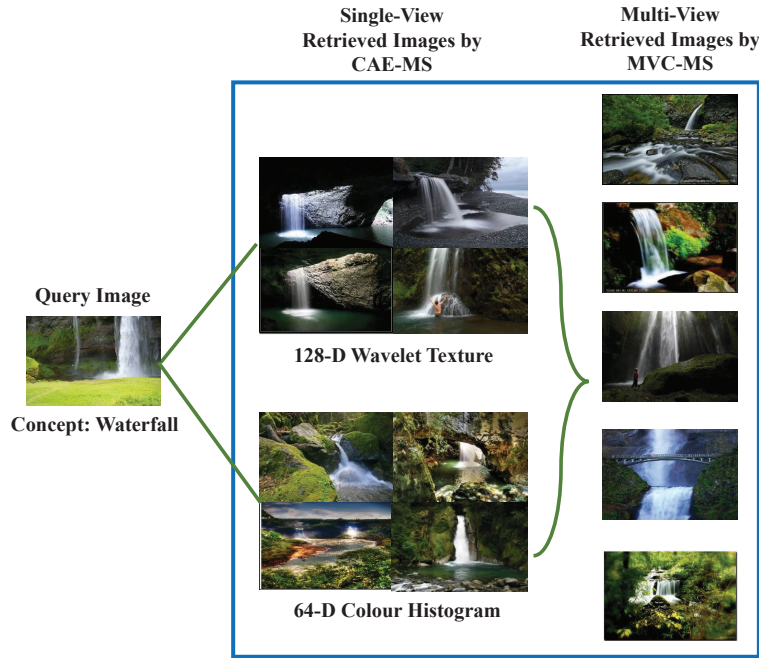 Single-View
Retrieved Images by
CAE-MS
Multi-View
Retrieved Images by
MVC-MS
Query Image
Concept: Waterfall
128-D Wavelet Texture
64-D Colour Histogram